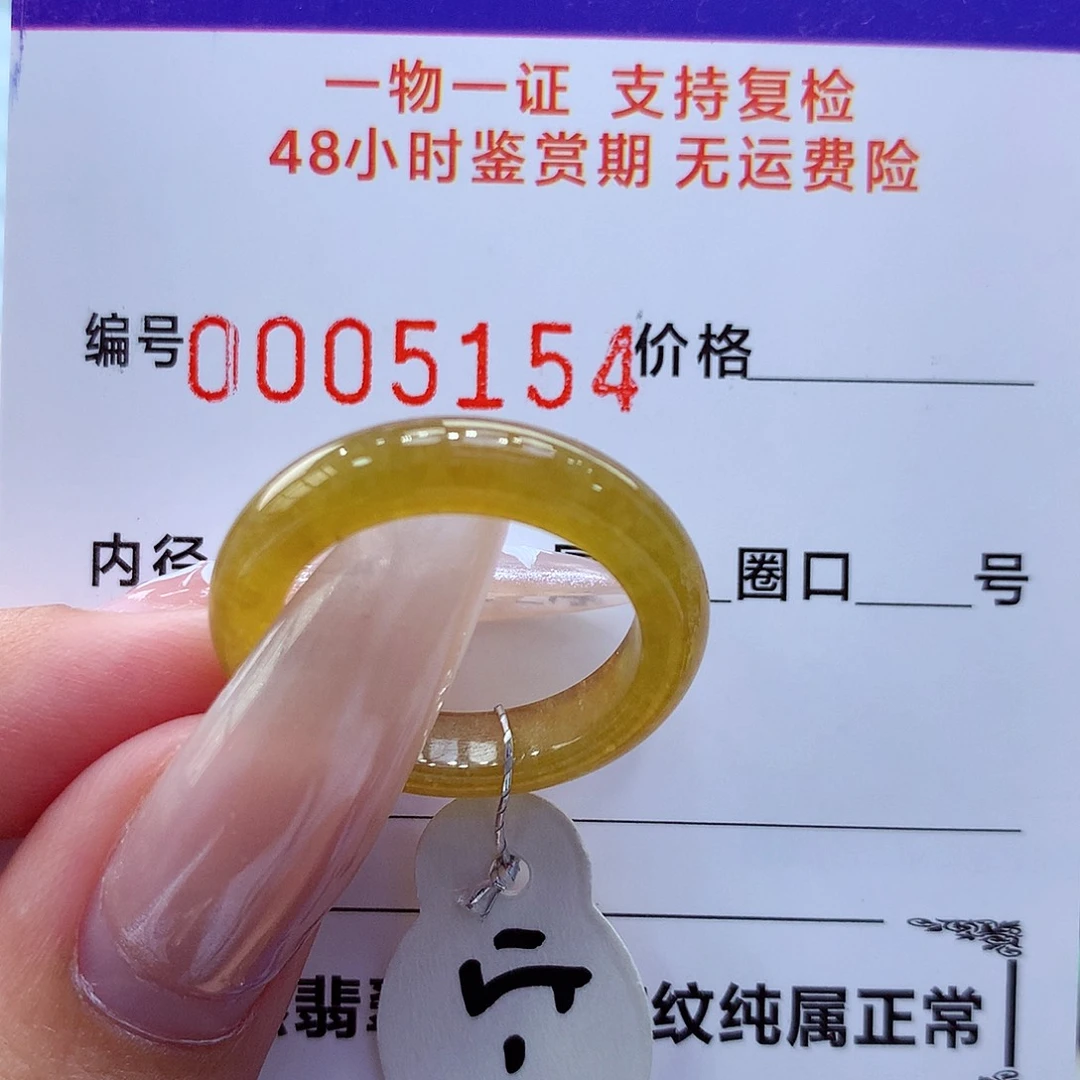 一物一证 支持复检
48小时鉴赏期 无运费险
编号0005154价格
内径 圈口 号
翡 纹纯属正常